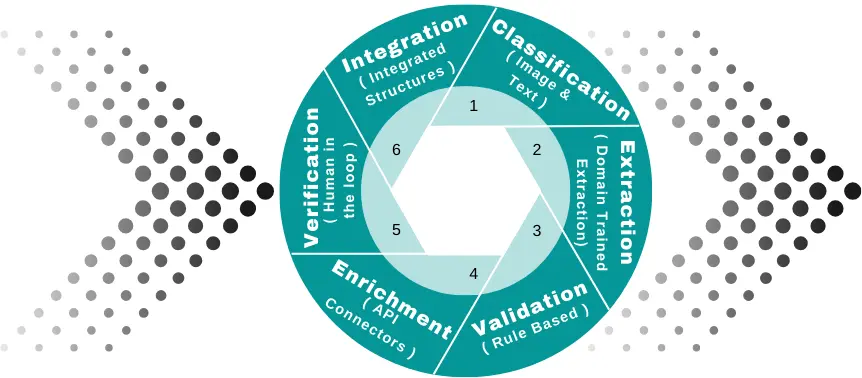 Classification
( Image &
Text )
1
Extraction
( Domain Trained
Extraction)
2
Validation
( Rule Based )
3
Enrichment
( API
Connectors )
4
Verification
( Human in
the loop )
5
Integration
( Integrated
Structures )
6